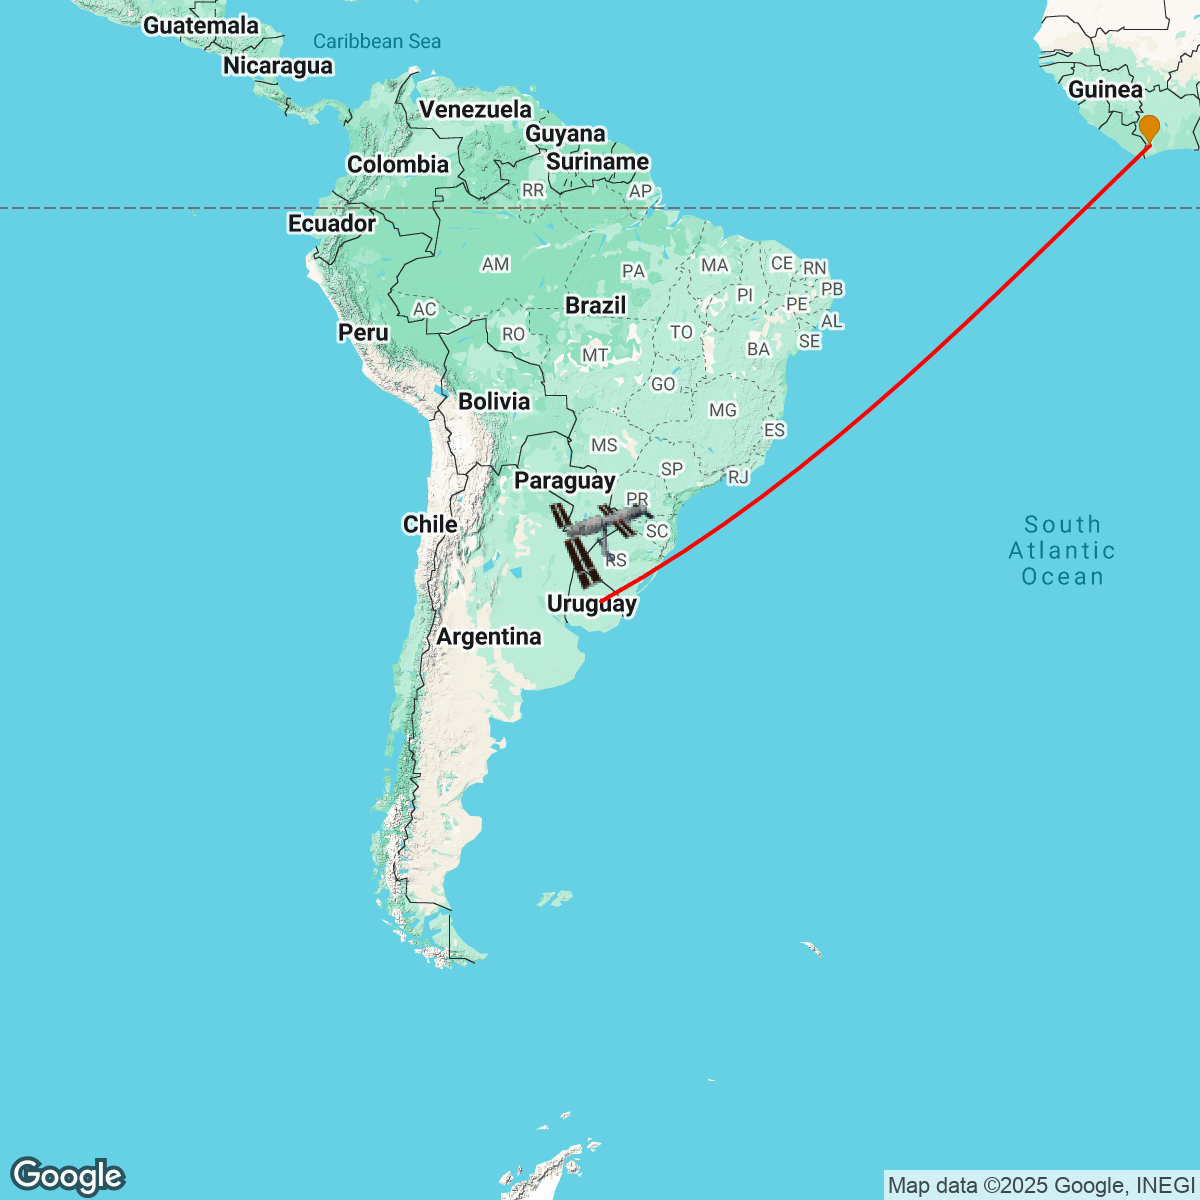 Guatemala
Caribbean Sea
Nicaragua
Guinea
Venezuela
Guyana
Colombia
Suriname
RR
AP
Ecuador
AM
PA
MA
CE
RN
PI
PB
AC
Brazil
PE
AL
Peru
RO
TO
SE
MT
BA
GO
Bolivia
MG
ES
MS
SP
RJ
Paraguay
PR
Chile
SC
South
Atlantic
Ocean
RS
Uruguay
Argentina
Google
Map data ©2025 Google, INEGI